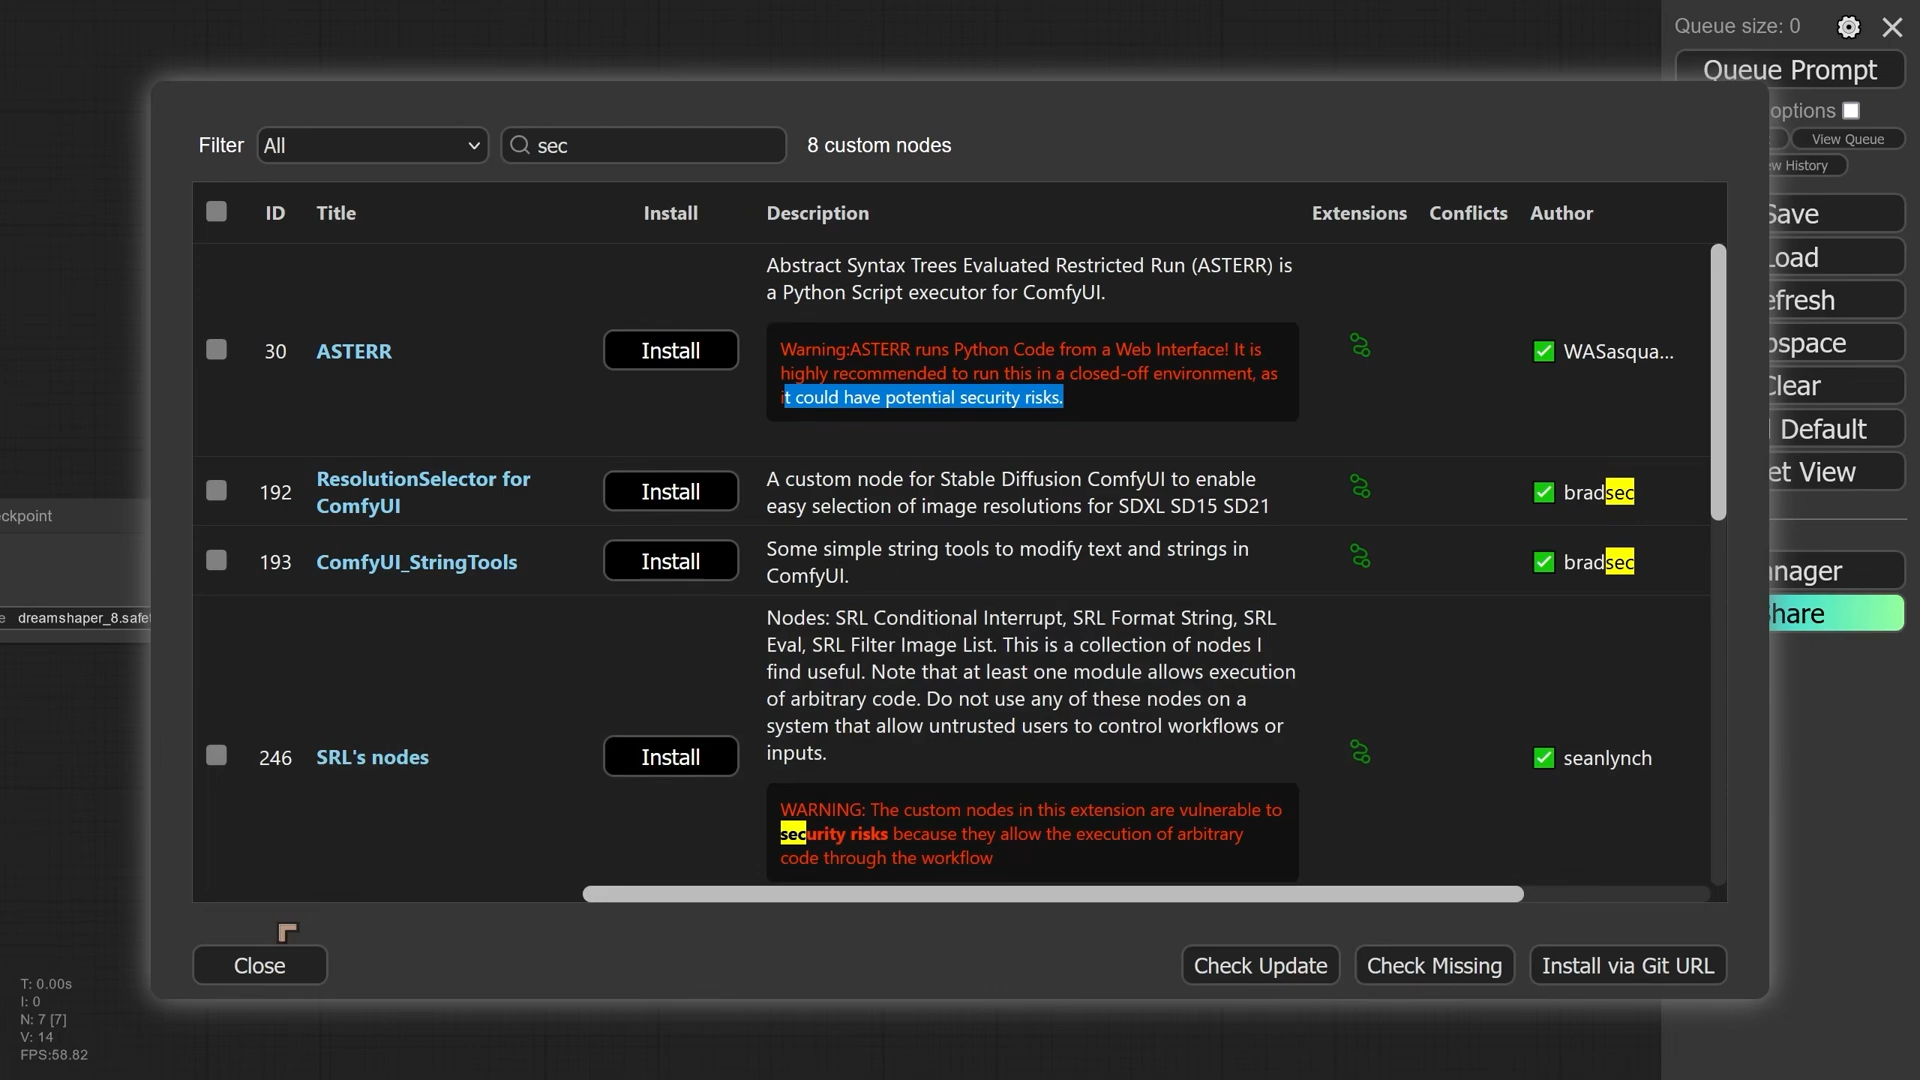 Queue size: 0
Queue Prompt
options
View Queue
ew History
Save
Load
efresh
pspace
Clear
Default
et View
anager
hare
Filter All sec 8 custom nodes
ID Title Install Description Extensions Conflicts Author
Abstract Syntax Trees Evaluated Restricted Run (ASTERR) is
a Python Script executor for ComfyUI.
30 ASTERR Install WASasqua...
Warning:ASTERR runs Python Code from a Web Interface! It is
highly recommended to run this in a closed-off environment, as
it could have potential security risks.
192 ResolutionSelector for
ComfyUI
Install
A custom node for Stable Diffusion ComfyUI to enable
easy selection of image resolutions for SDXL SD15 SD21
bradsec
193 ComfyUI_StringTools Install
Some simple string tools to modify text and strings in
ComfyUI.
bradsec
Nodes: SRL Conditional Interrupt, SRL Format String, SRL
Eval, SRL Filter Image List. This is a collection of nodes I
find useful. Note that at least one module allows execution
of arbitrary code. Do not use any of these nodes on a
system that allow untrusted users to control workflows or
inputs.
246 SRL's nodes Install seanlynch
WARNING: The custom nodes in this extension are vulnerable to
security risks because they allow the execution of arbitrary
code through the workflow
Close Check Update Check Missing Install via Git URL
eckpoint
e dreamshaper_8.safe
T: 0.00s
I: 0
N: 7 [7]
V: 14
FPS:58.82